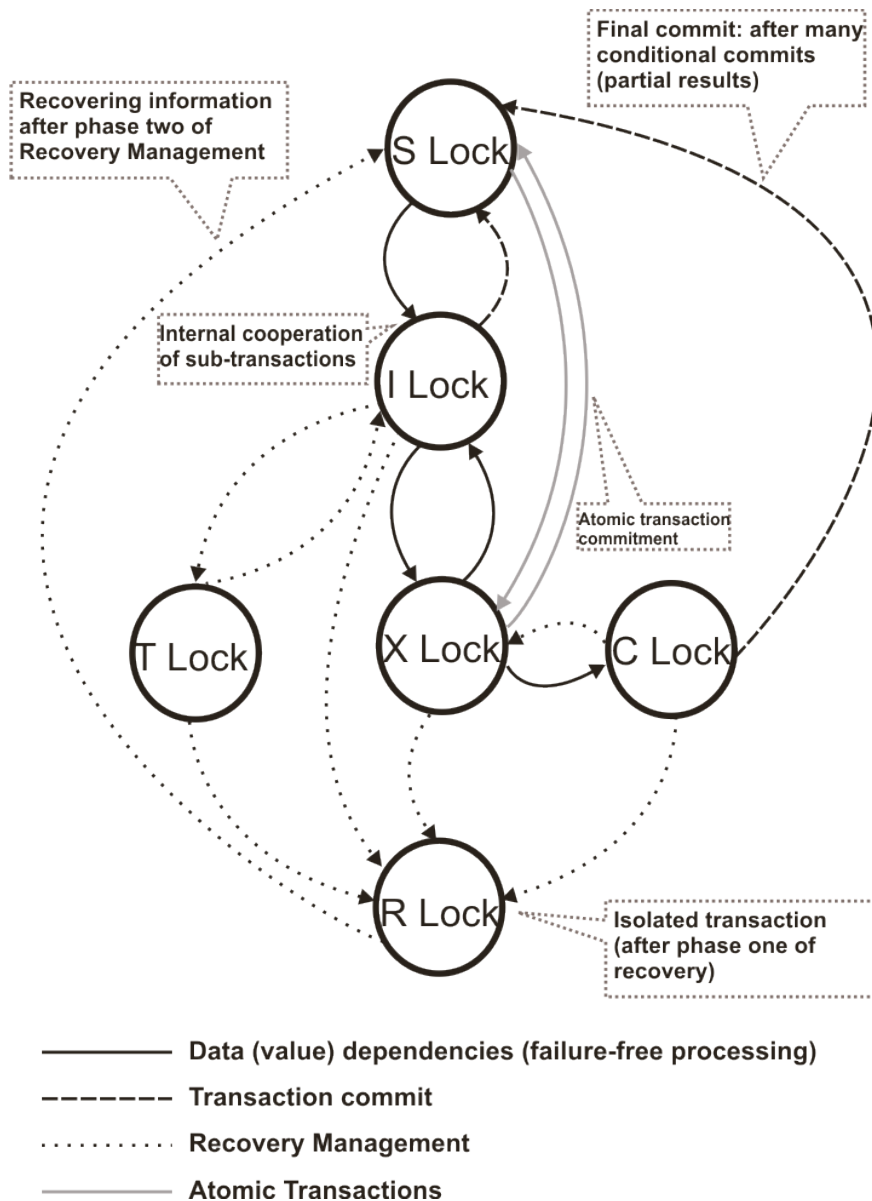 Final commit: after many
conditional commits
(partial results)
Recovering information
after phase two of
Recovery Management
S Lock
Internal cooperation
of sub-transactions
I Lock
Atomic transaction
commitment
T Lock
X Lock
C Lock
R Lock
Isolated transaction
(after phase one of
recovery)
Data (value) dependencies (failure-free processing)
Transaction commit
Recovery Management
Atomic Transactions